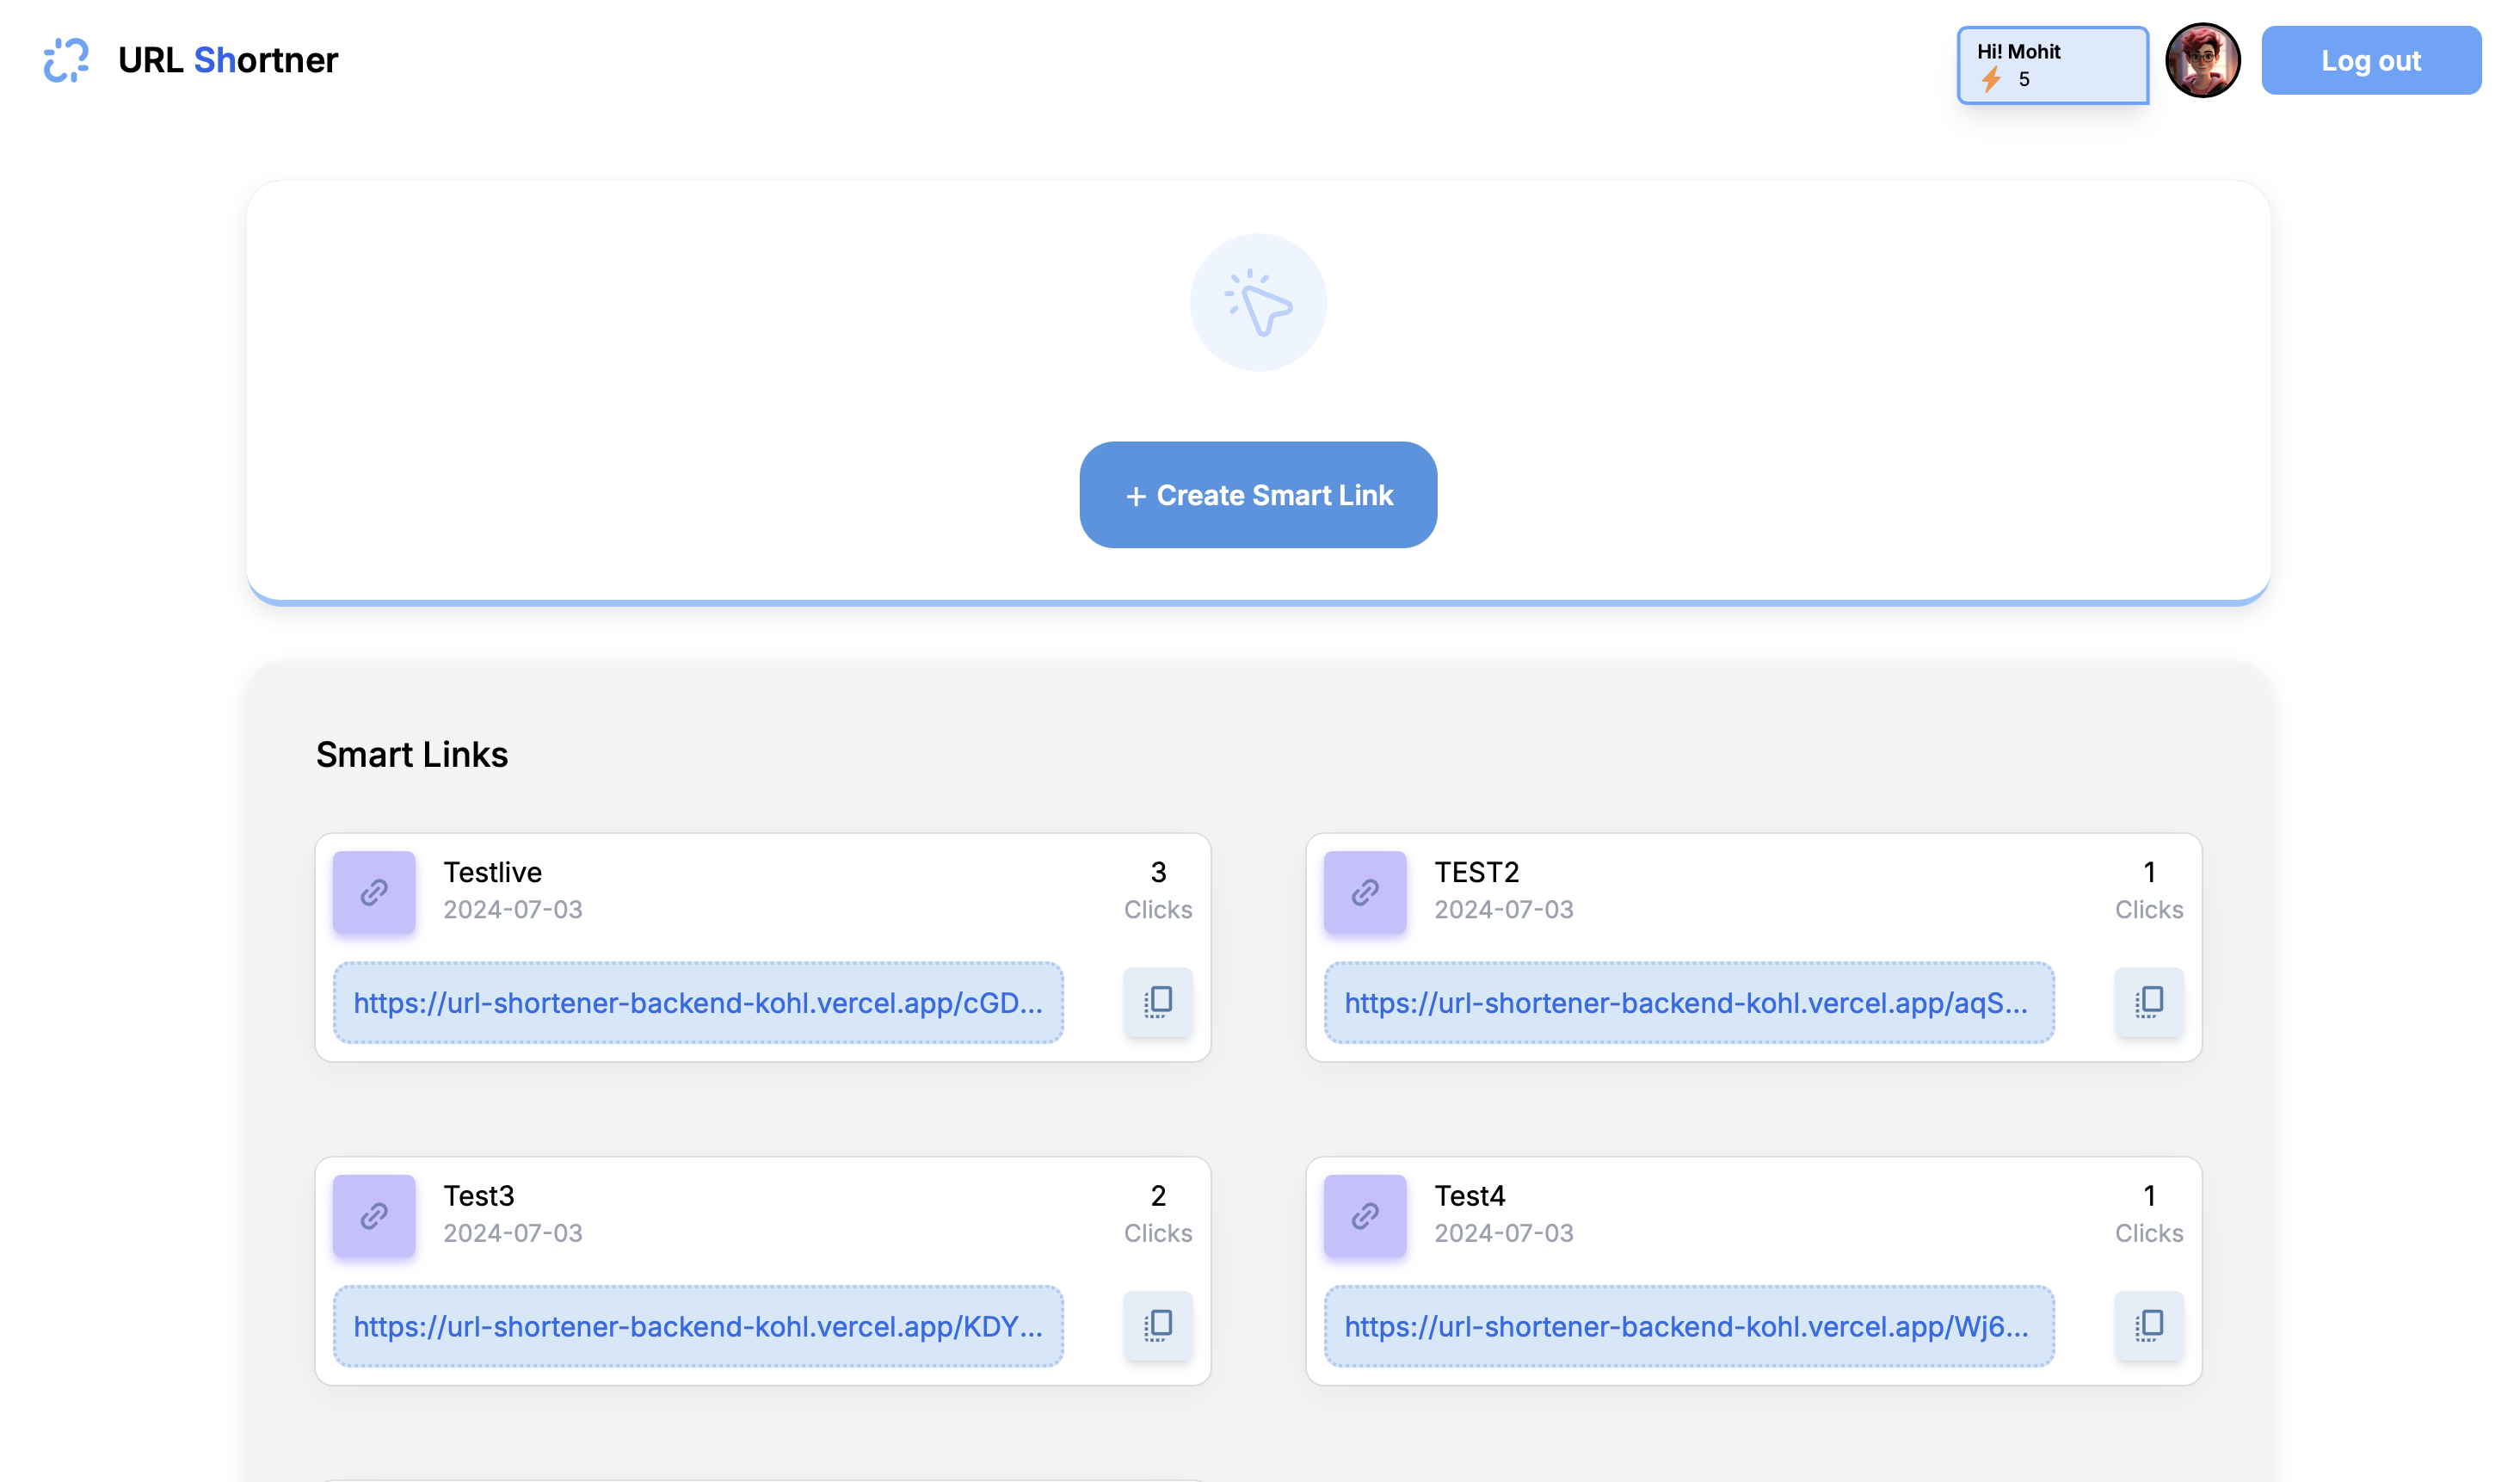 URL Shortner
Hi! Mohit
5
Log out
+ Create Smart Link
Smart Links
Testlive
2024-07-03
3
Clicks
https://url-shortener-backend-kohl.vercel.app/cGD...
TEST2
2024-07-03
1
Clicks
https://url-shortener-backend-kohl.vercel.app/aqS...
Test3
2024-07-03
2
Clicks
https://url-shortener-backend-kohl.vercel.app/KDY...
Test4
2024-07-03
1
Clicks
https://url-shortener-backend-kohl.vercel.app/Wj6...